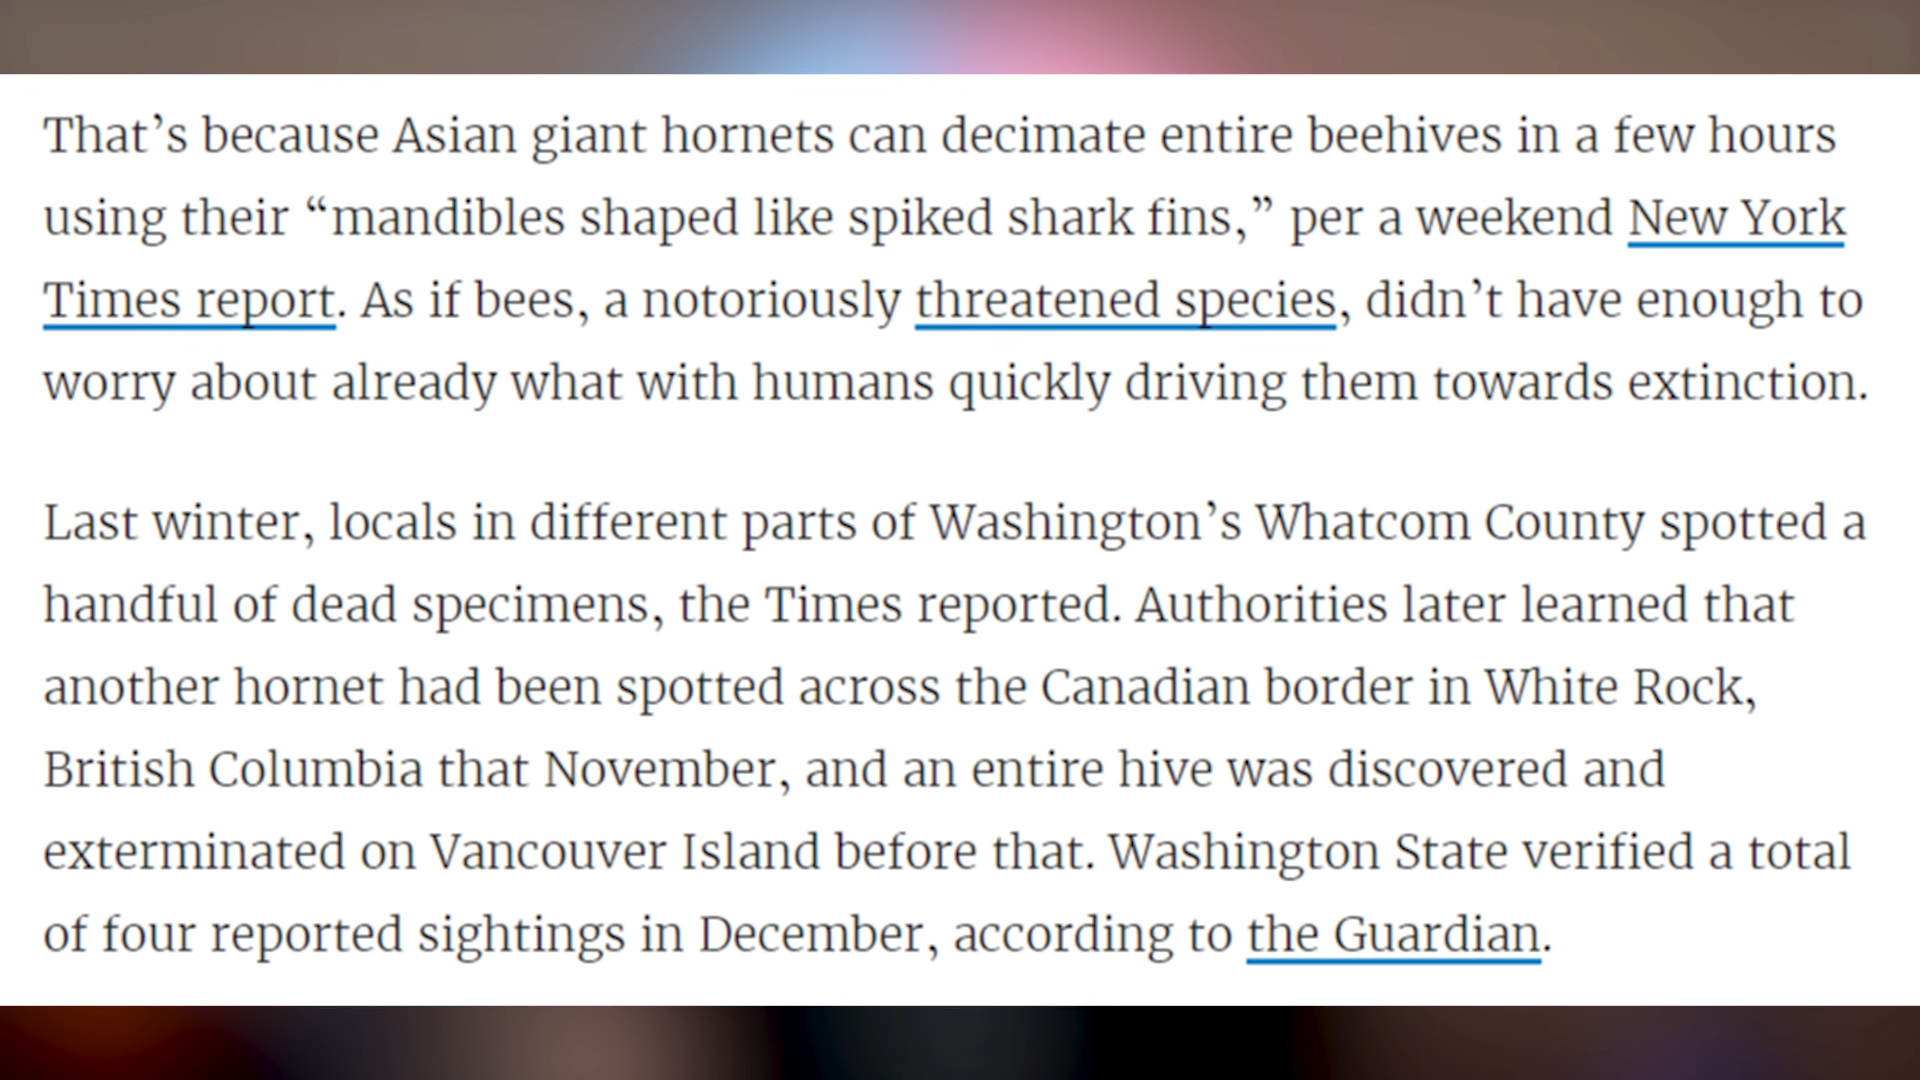 That’s because Asian giant hornets can decimate entire beehives in a few hours
using their “mandibles shaped like spiked shark fins,” per a weekend New York
Times report. As if bees, a notoriously threatened species, didn’t have enough to
worry about already what with humans quickly driving them towards extinction.
Last winter, locals in different parts of Washington’s Whatcom County spotted a
handful of dead specimens, the Times reported. Authorities later learned that
another hornet had been spotted across the Canadian border in White Rock,
British Columbia that November, and an entire hive was discovered and
exterminated on Vancouver Island before that. Washington State verified a total
of four reported sightings in December, according to the Guardian.